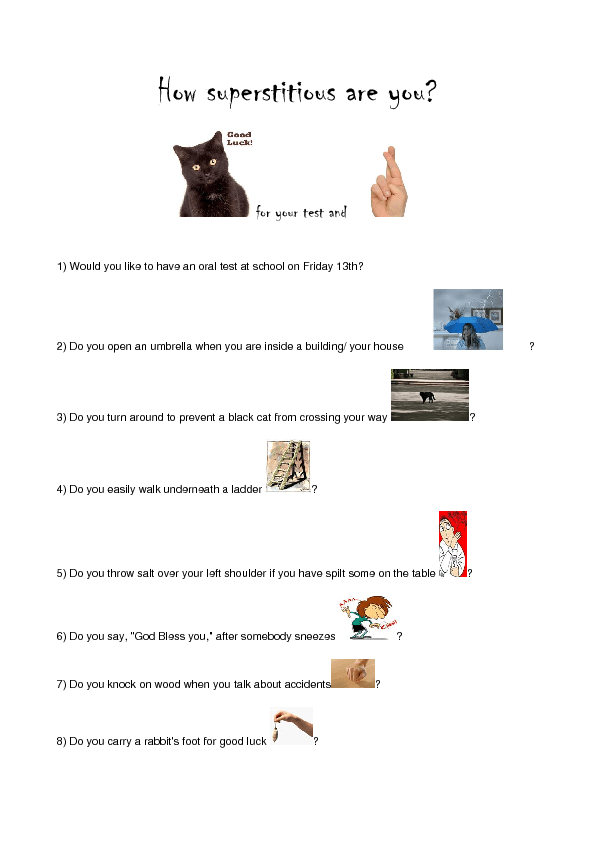 How superstitious are you?
Good
Luck!
for your test and
1) Would you like to have an oral test at school on Friday 13th?
2) Do you open an umbrella when you are inside a building/ your house ?
3) Do you turn around to prevent a black cat from crossing your way ?
4) Do you easily walk underneath a ladder ?
5) Do you throw salt over your left shoulder if you have spilt some on the table ?
6) Do you say, "God Bless you," after somebody sneezes ?
7) Do you knock on wood when you talk about accidents ?
8) Do you carry a rabbit's foot for good luck ?